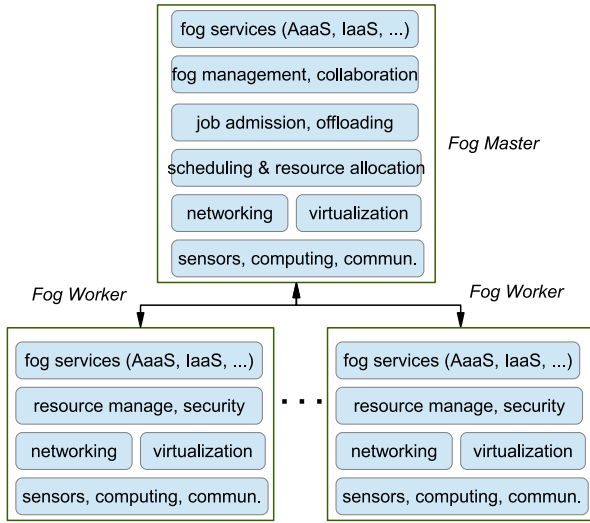 fog services (AaaS, IaaS, ...)
fog management, collaboration
job admission, offloading
Fog Master
scheduling & resource allocation
networking
virtualization
sensors, computing, commun.
Fog Worker
Fog Worker
fog services (AaaS, IaaS, ...)
resource manage, security
networking
virtualization
sensors, computing, commun.
. . .
fog services (AaaS, IaaS, ...)
resource manage, security
networking
virtualization
sensors, computing, commun.